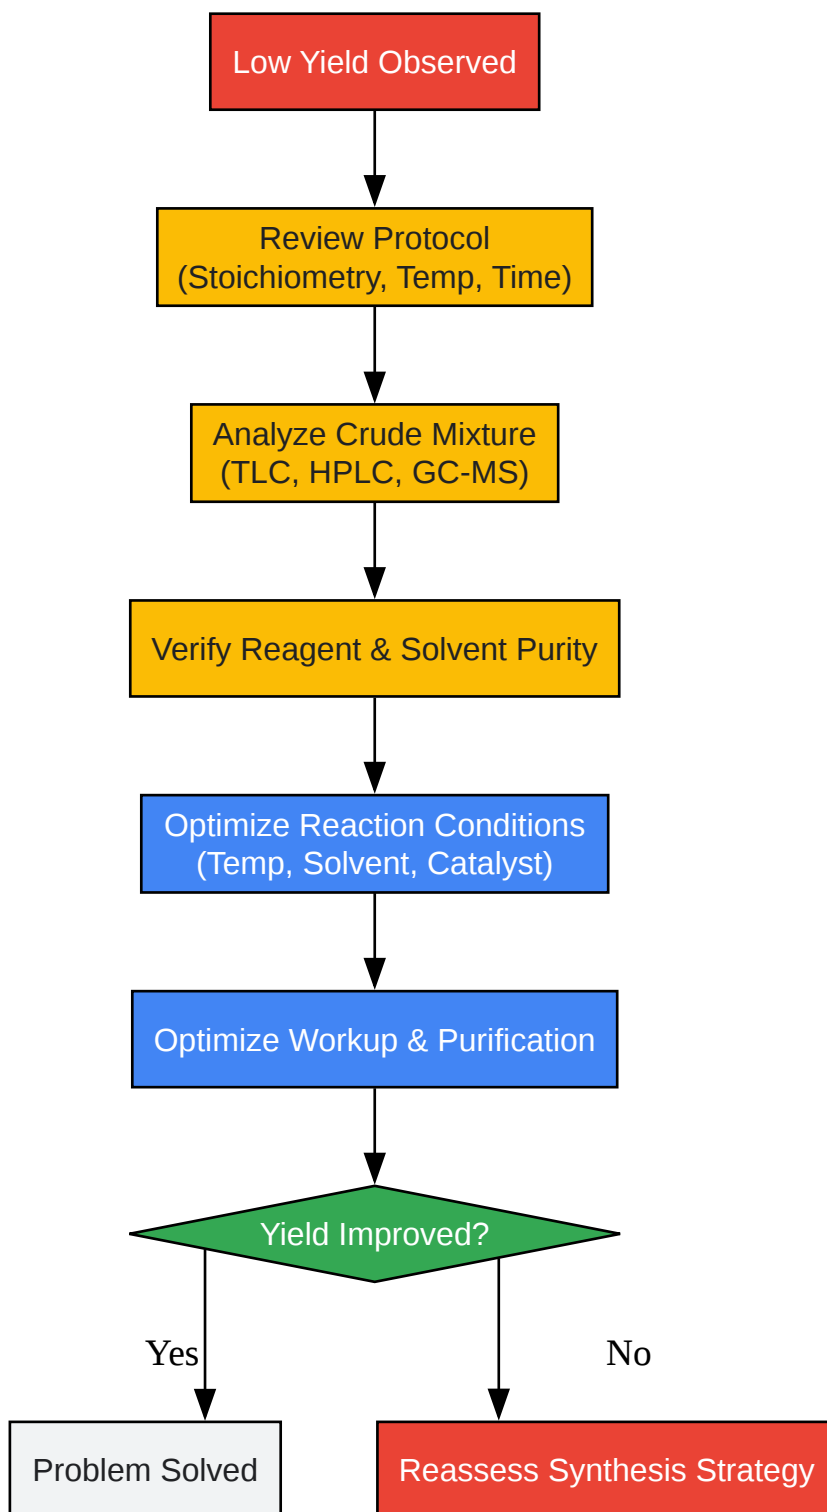 Low Yield Observed
Review Protocol
(Stoichiometry, Temp, Time)
Analyze Crude Mixture
(TLC, HPLC, GC-MS)
Verify Reagent & Solvent Purity
Optimize Reaction Conditions
(Temp, Solvent, Catalyst)
Optimize Workup & Purification
Yield Improved?
Yes
No
Problem Solved
Reassess Synthesis Strategy